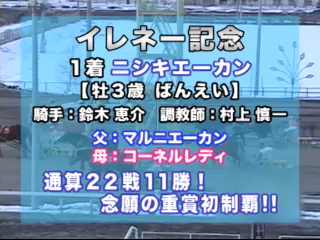 イレネー記念
1着 ニシキエーカン
【牡3歳 ばんえい】
騎手：鈴木 恵介 調教師：村上 慎一
父：マルニエーカン
母：コーネルレディ
通算22戦11勝！
念願の重賞初制覇!!